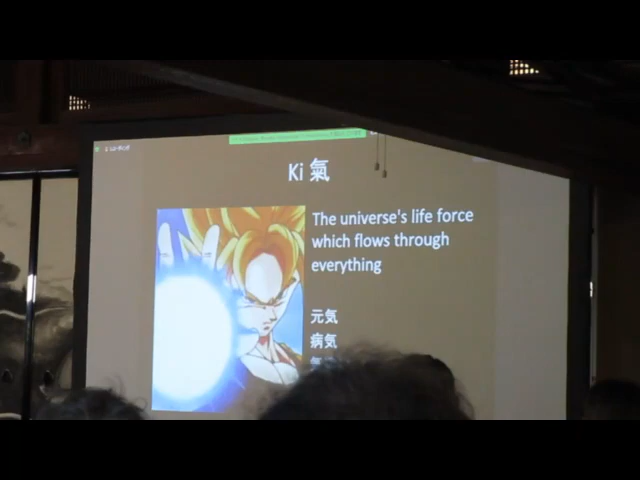 Ki 氣
The universe's life force
which flows through
everything
元気
病気